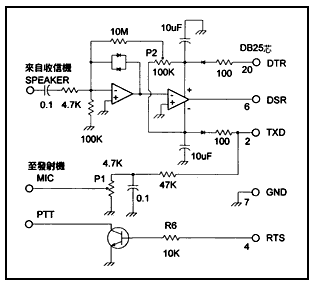 10M
10uF
DB25芯
P2
100K
100
20
DTR
來自收信機
SPEAKER
0.1
4.7K
100K
+
-
6
DSR
+
-
100
2
TXD
10uF
至發射機
MIC
4.7K
P1
0.1
47K
7
GND
PTT
R6
10K
4
RTS